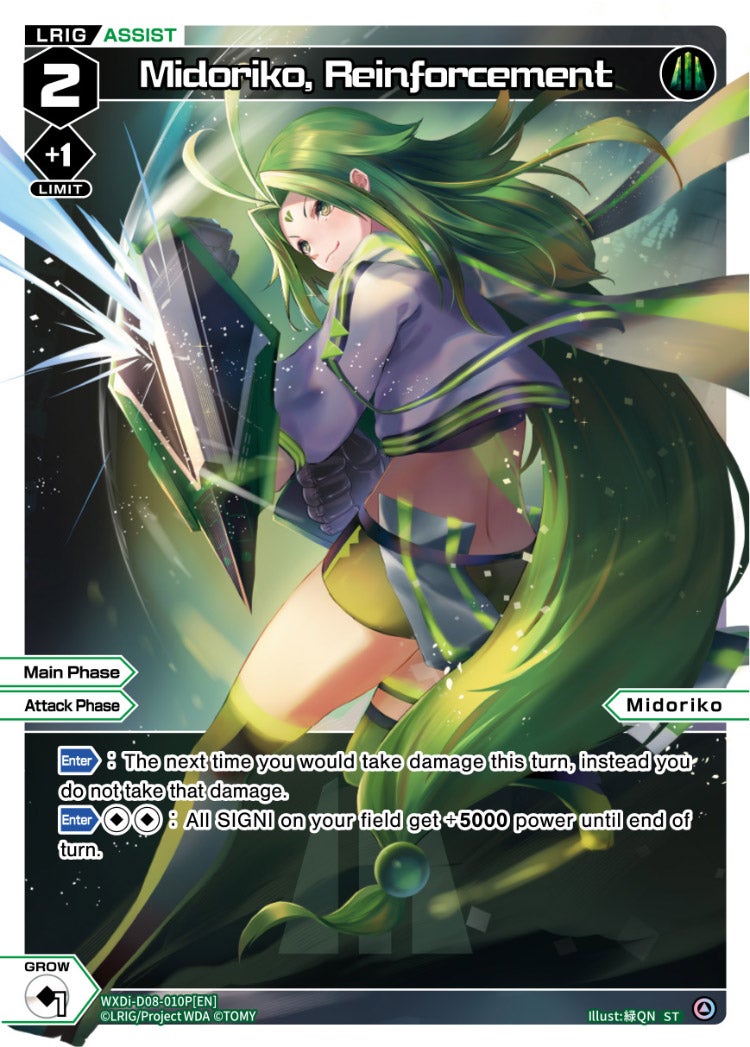 LRIG ASSIST
2
Midoriko, Reinforcement
+1
LIMIT
Main Phase
Attack Phase
Midoriko
Enter : The next time you would take damage this turn, instead you
do not take that damage.
Enter : All SIGNI on your field get +5000 power until end of
turn.
GROW
1
WXDi-D08-010P[EN]
©LRIG/Project WDA ©TOMY
Illust:緑QN ST